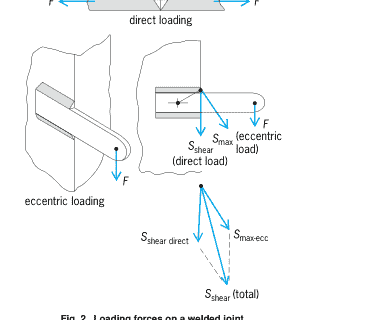 F
F
direct loading
F
Smax (eccentric
load)
Sshear
(direct load)
F
eccentric loading
Sshear direct
Smax-ecc
Sshear (total)
Fig. 2 Loading forces on a welded joint